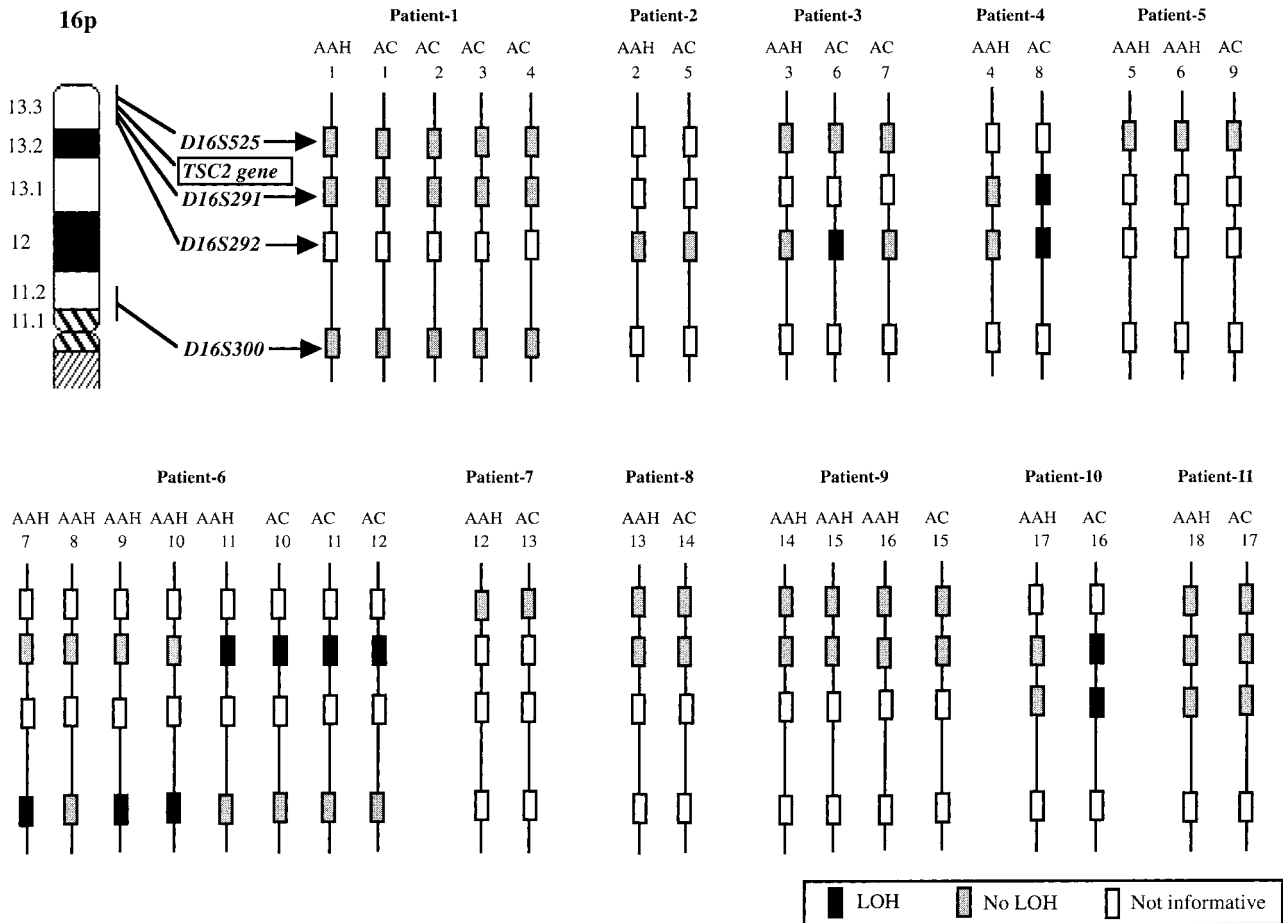 16p
Patient-1 Patient-2 Patient-3 Patient-4 Patient-5
AAH AC AC AC AC AAH AC AAH AC AC AAH AC AAH AAH AC
1 1 2 3 4 2 5 3 6 7 4 8 5 6 9
13.3
D16S525
13.2
TSC2 gene
13.1
D16S291
12
D16S292
11.2
11.1
D16S300
Patient-6 Patient-7 Patient-8 Patient-9 Patient-10 Patient-11
AAH AAH AAH AAH AAH AC AC AC AAH AC AAH AC AAH AAH AAH AC AAH AC AAH AC
7 8 9 10 11 10 11 12 12 13 13 14 14 15 16 15 17 16 18 17
LOH No LOH Not informative